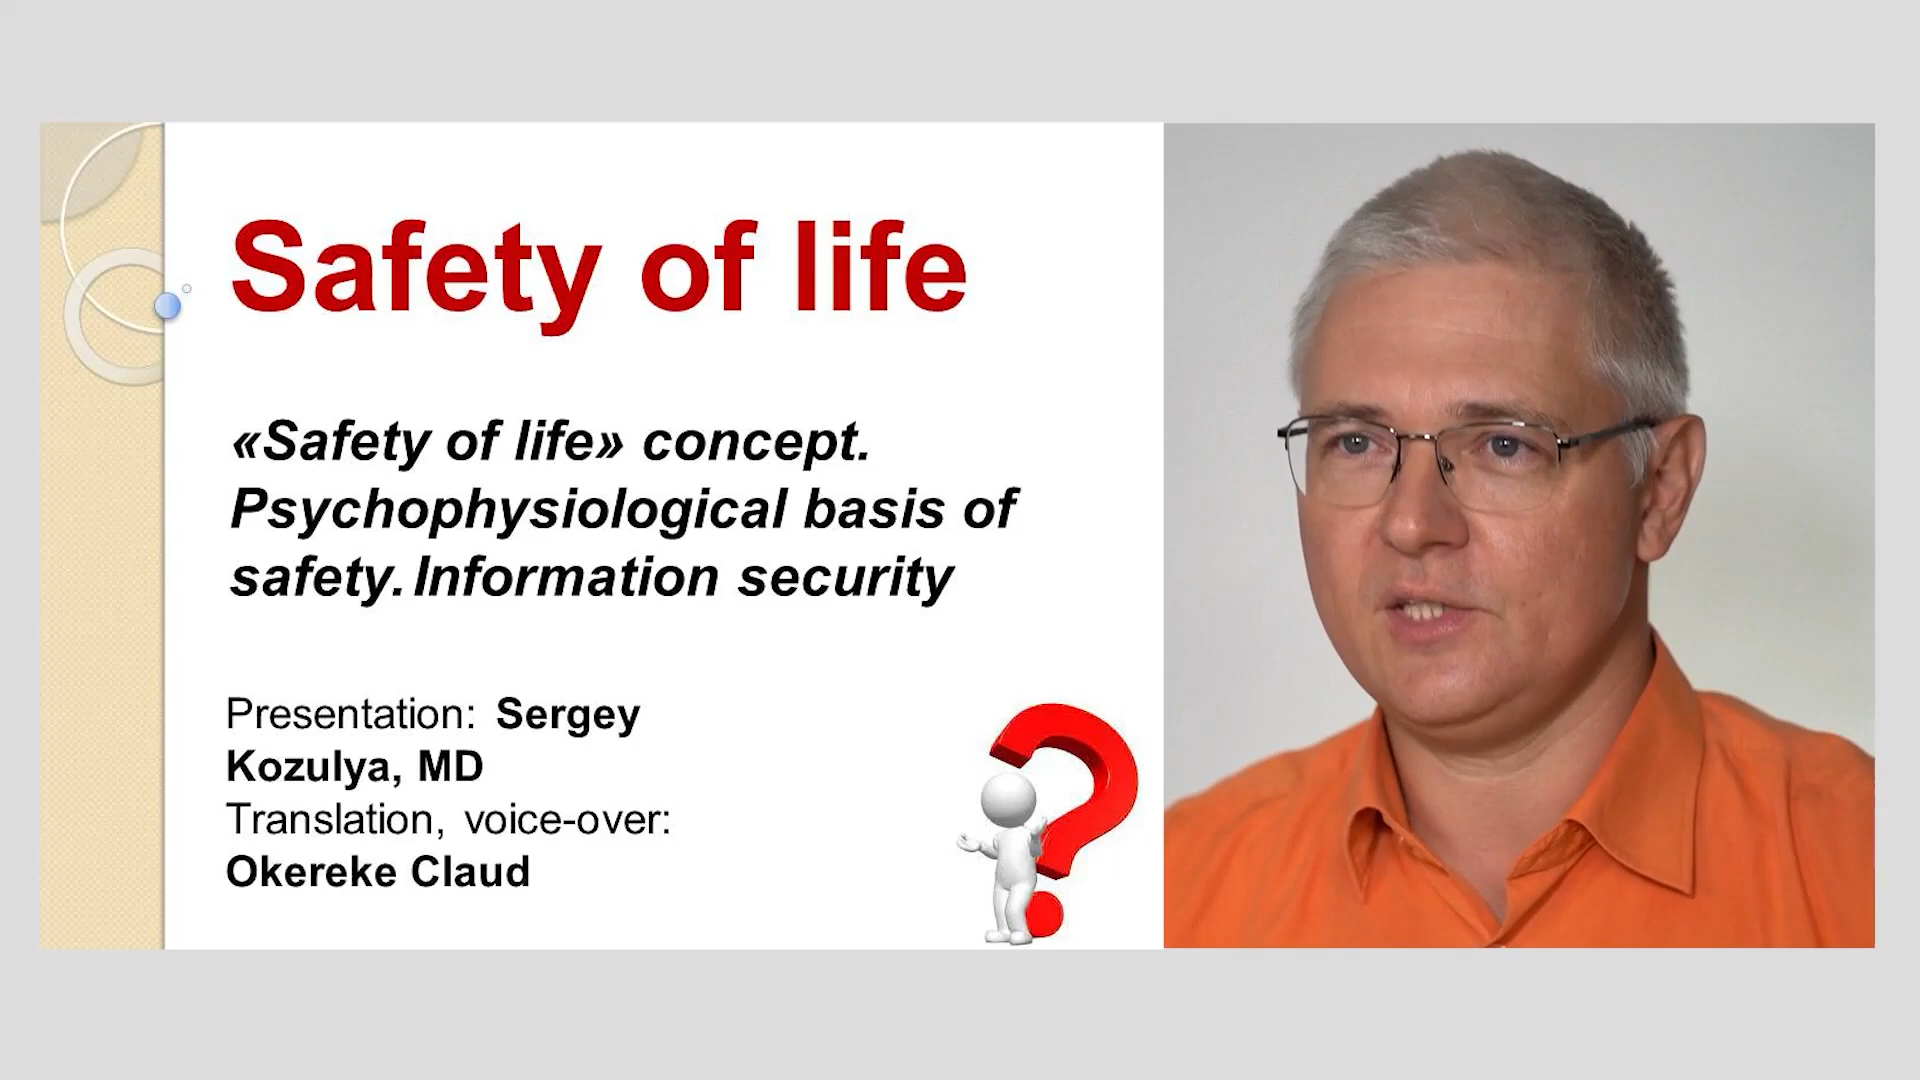 Safety of life
«Safety of life» concept.
Psychophysiological basis of
safety. Information security
Presentation: Sergey
Kozulya, MD
Translation, voice-over:
Okereke Claud